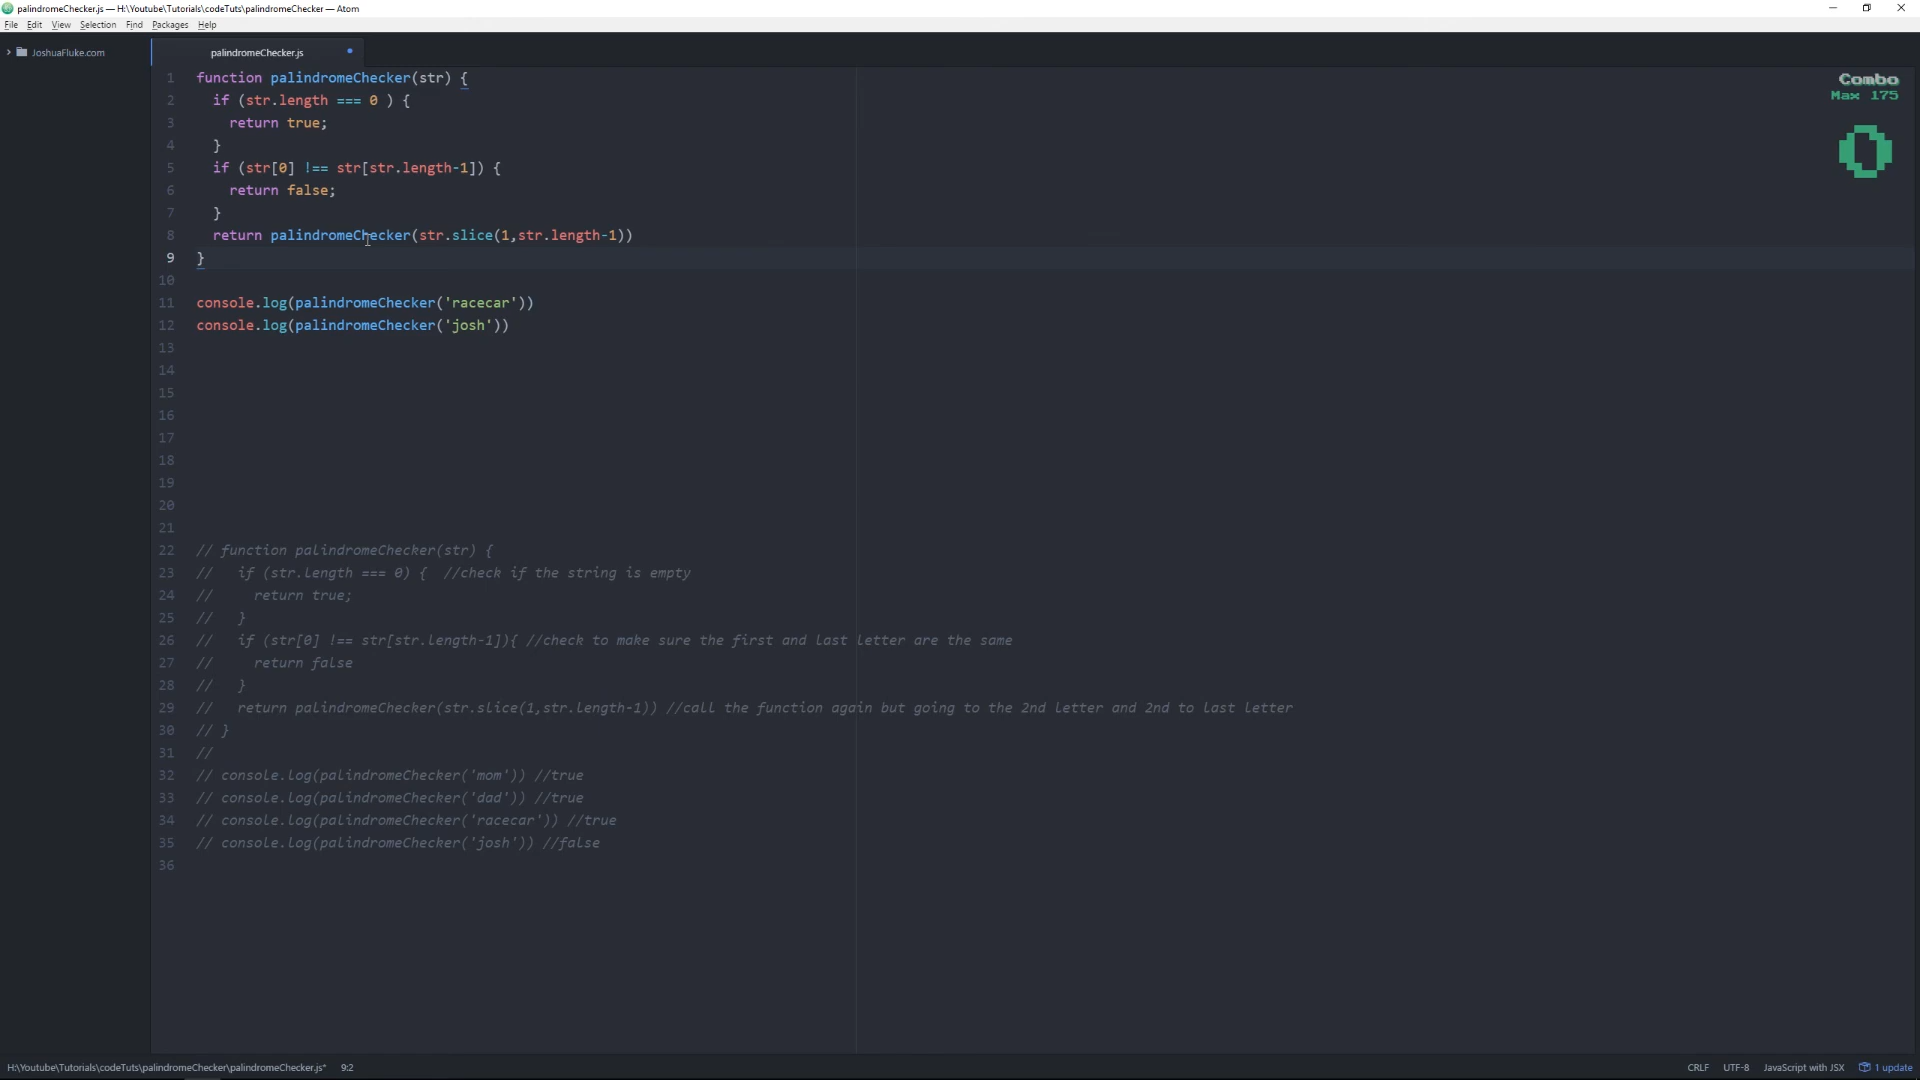 palindromeChecker.js — H:\Youtube\Tutorials\codeTuts\palindromeChecker — Atom
File Edit View Selection Find Packages Help
JoshuaFluke.com
palindromeChecker.js
Combo
Max 175
0
1 function palindromeChecker(str) {
2 if (str.length === 0 ) {
3 return true;
4 }
5 if (str[0] !== str[str.length-1]) {
6 return false;
7 }
8 return palindromeChecker(str.slice(1,str.length-1))
9 }
10
11 console.log(palindromeChecker('racecar'))
12 console.log(palindromeChecker('josh'))
13
14
15
16
17
18
19
20
21
22 // function palindromeChecker(str) {
23 // if (str.length === 0) { //check if the string is empty
24 // return true;
25 // }
26 // if (str[0] !== str[str.length-1]){ //check to make sure the first and last letter are the same
27 // return false
28 // }
29 // return palindromeChecker(str.slice(1,str.length-1)) //call the function again but going to the 2nd letter and 2nd to last letter
30 // }
31 //
32 // console.log(palindromeChecker('mom')) //true
33 // console.log(palindromeChecker('dad')) //true
34 // console.log(palindromeChecker('racecar')) //true
35 // console.log(palindromeChecker('josh')) //false
36
H:\Youtube\Tutorials\codeTuts\palindromeChecker\palindromeChecker.js* 9:2 CRLF UTF-8 JavaScript with JSX 1 update